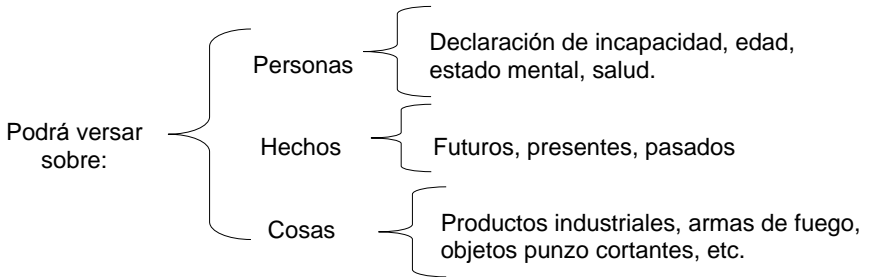 Podrá versar
sobre:
Personas
Declaración de incapacidad, edad,
estado mental, salud.
Hechos
Futuros, presentes, pasados
Cosas
Productos industriales, armas de fuego,
objetos punzo cortantes, etc.